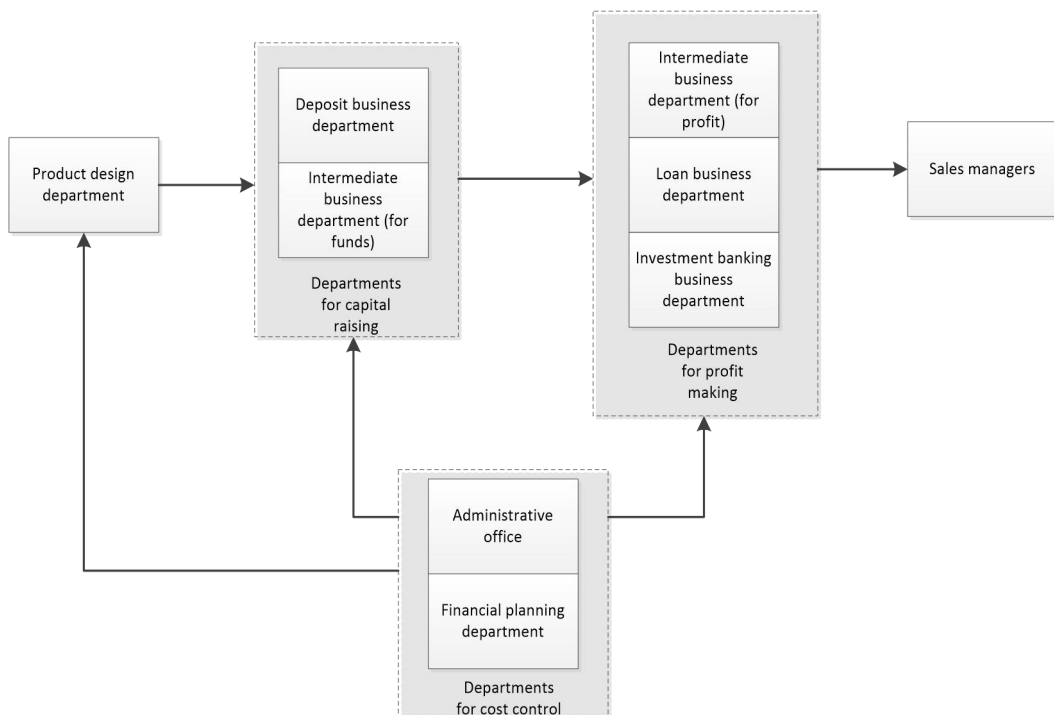 Product design
department
Deposit business
department
Intermediate
business
department (for
funds)
Departments
for capital
raising
Intermediate
business
department (for
profit)
Loan business
department
Investment banking
business
department
Departments
for profit
making
Sales managers
Administrative
office
Financial planning
department
Departments
for cost control